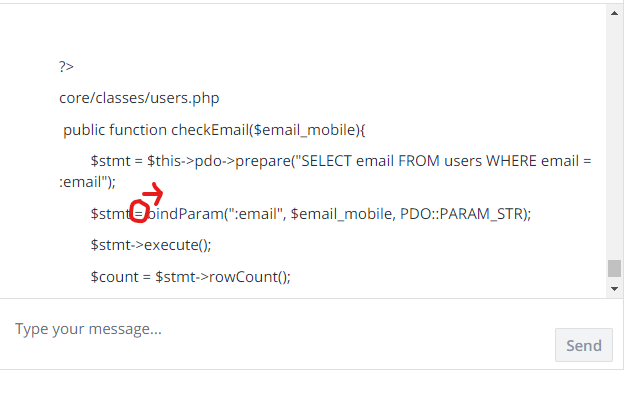 ?>
core/classes/users.php
public function checkEmail($email_mobile){
$stmt = $this->pdo->prepare("SELECT email FROM users WHERE email =
:email");
$stmt = bindParam(":email", $email_mobile, PDO::PARAM_STR);
$stmt->execute();
$count = $stmt->rowCount();
Type your message...
Send